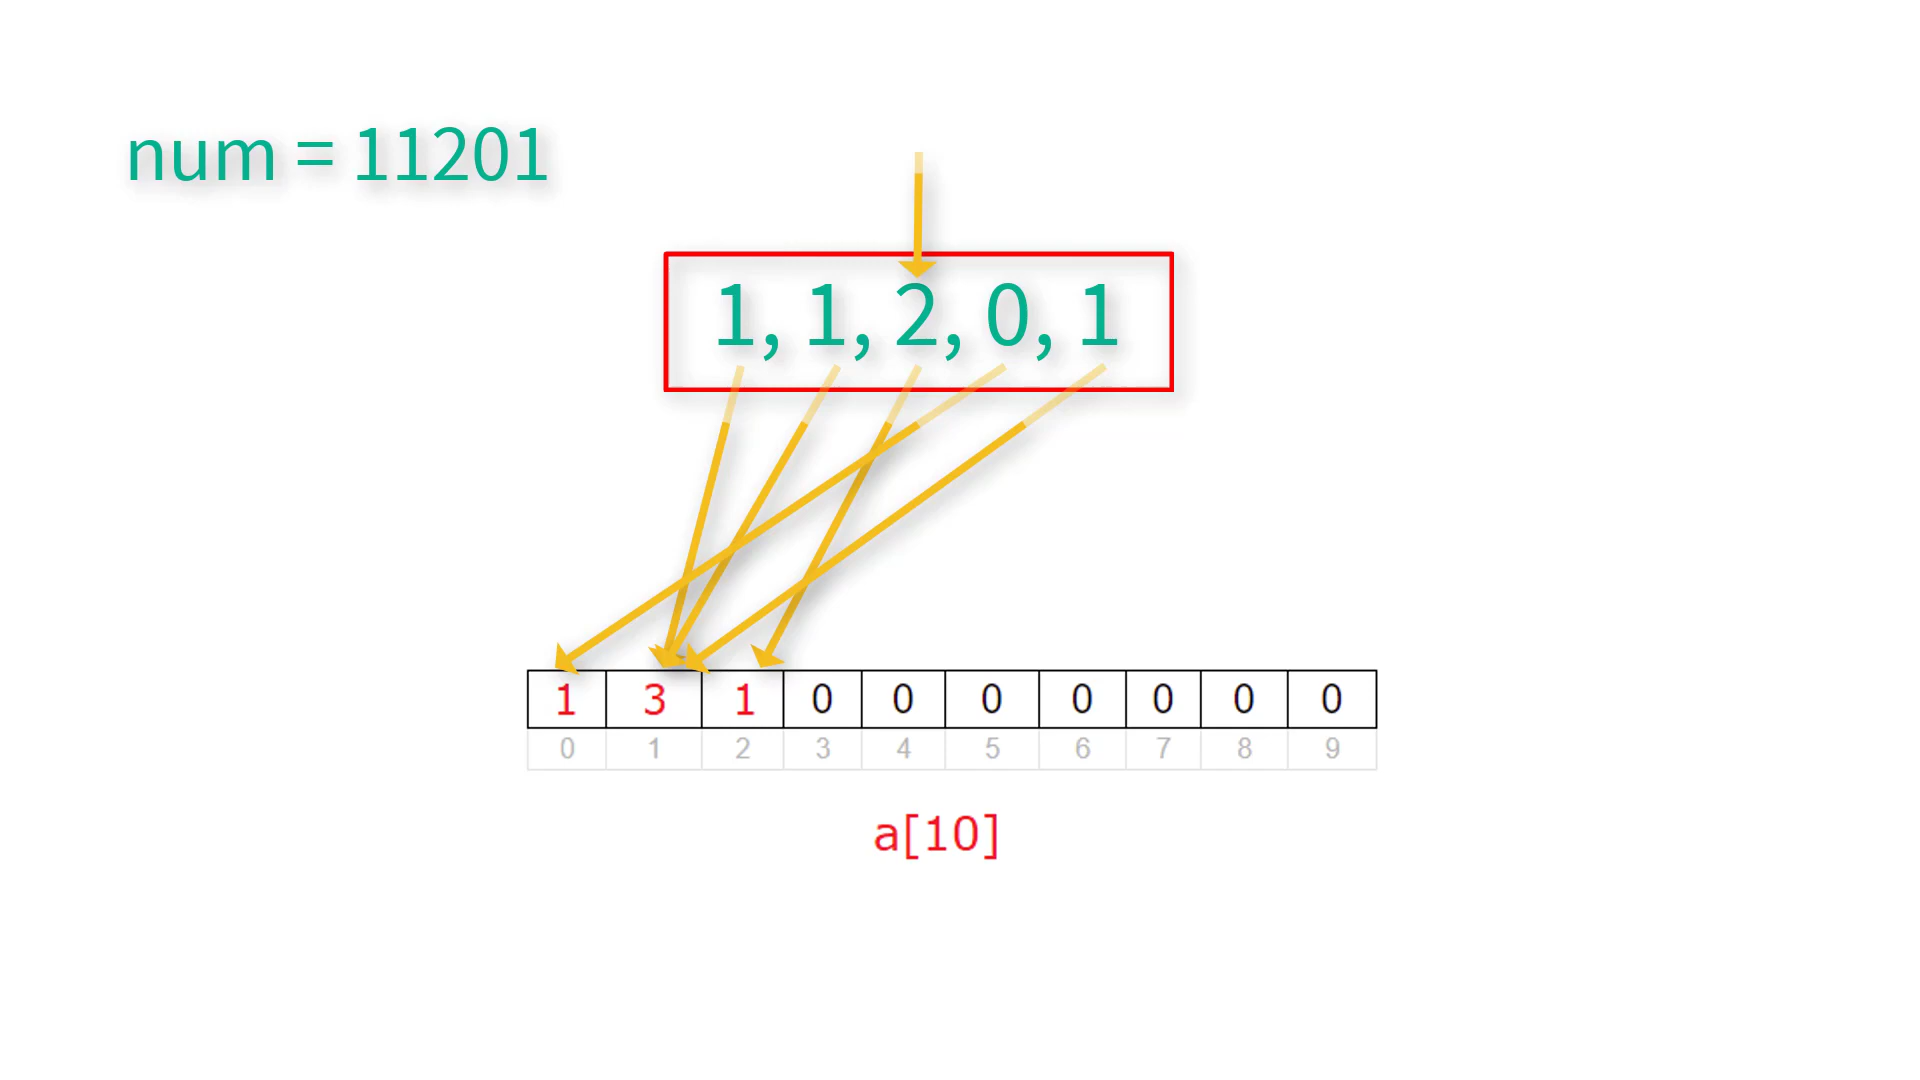 num = 11201
1, 1, 2, 0, 1
1 3 1 0 0 0 0 0 0 0
0 1 2 3 4 5 6 7 8 9
a[10]